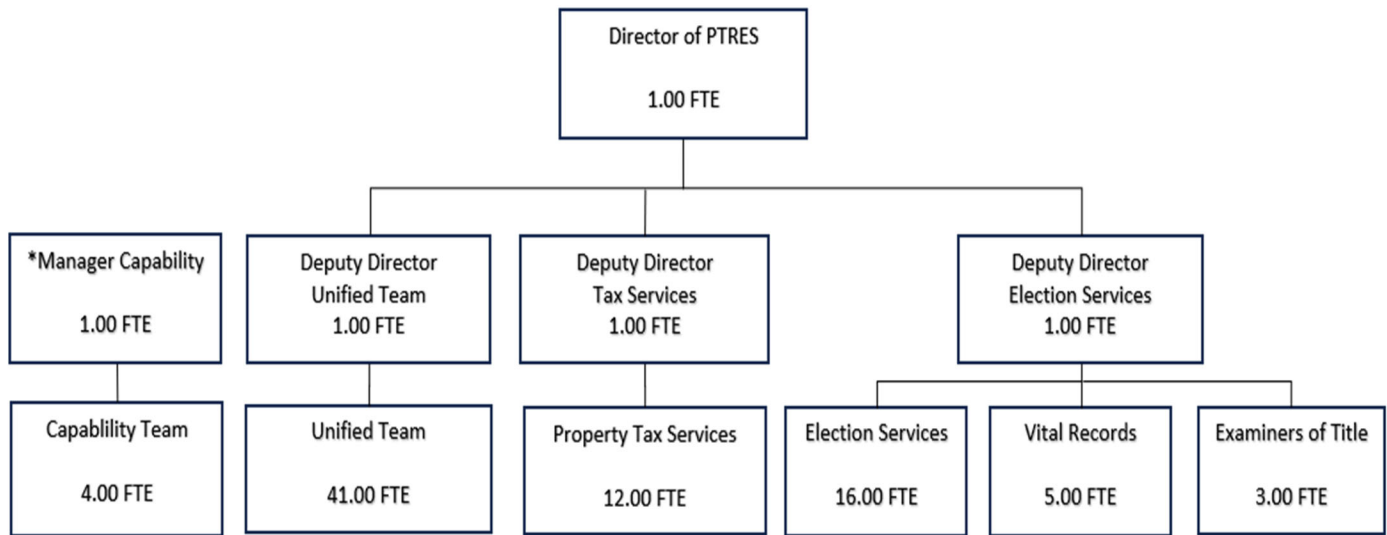 Director of PTRES
1.00 FTE
*Manager Capability
1.00 FTE
Deputy Director
Unified Team
1.00 FTE
Deputy Director
Tax Services
1.00 FTE
Deputy Director
Election Services
1.00 FTE
Capablility Team
4.00 FTE
Unified Team
41.00 FTE
Property Tax Services
12.00 FTE
Election Services
16.00 FTE
Vital Records
5.00 FTE
Examiners of Title
3.00 FTE